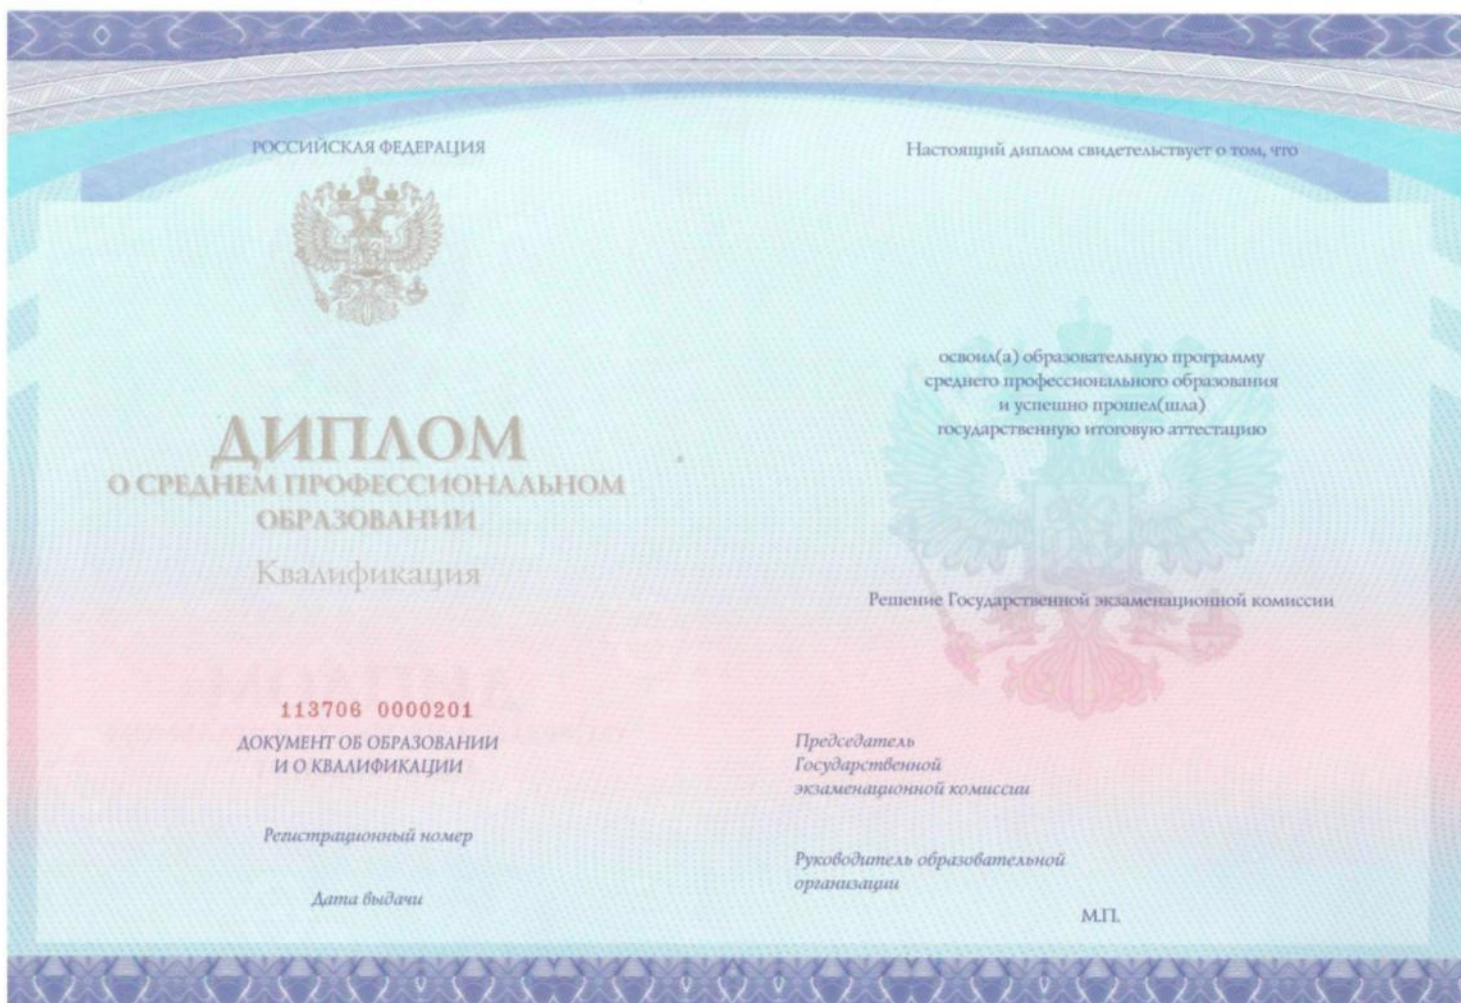 РОССИЙСКАЯ ФЕДЕРАЦИЯ
ДИПЛОМ
О СРЕДНЕМ ПРОФЕССИОНАЛЬНОМ
ОБРАЗОВАНИИ
Квалификация
113706 0000201
ДОКУМЕНТ ОБ ОБРАЗОВАНИИ
И О КВАЛИФИКАЦИИ
Регистрационный номер
Дата выдачи
Настоящий диплом свидетельствует о том, что
освоил(а) образовательную программу
среднего профессионального образования
и успешно прошел(шла)
государственную итоговую аттестацию
Решение Государственной экзаменационной комиссии
Председатель
Государственной
экзаменационной комиссии
Руководитель образовательной
организации
М.П.